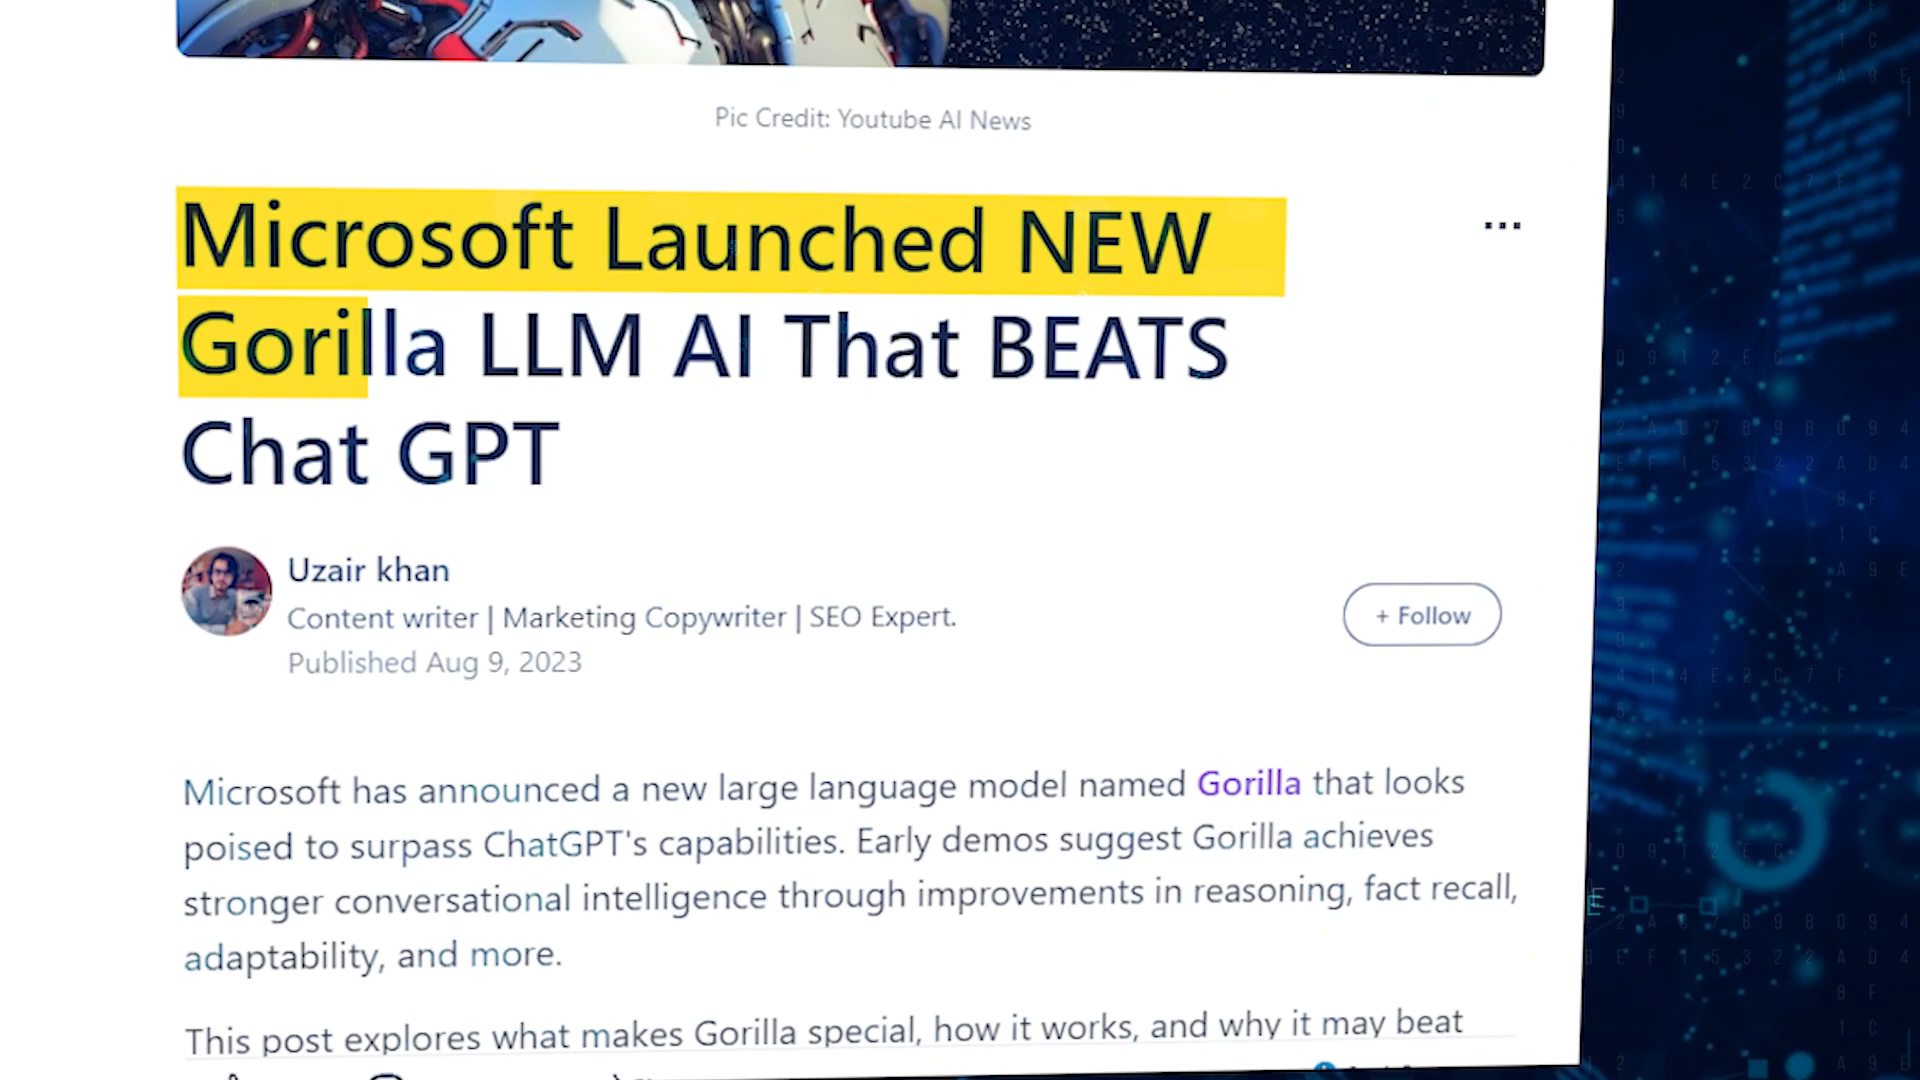 Pic Credit: Youtube AI News
Microsoft Launched NEW
Gorilla LLM AI That BEATS
Chat GPT
Uzair khan
Content writer | Marketing Copywriter | SEO Expert.
Published Aug 9, 2023
+ Follow
Microsoft has announced a new large language model named Gorilla that looks
poised to surpass ChatGPT's capabilities. Early demos suggest Gorilla achieves
stronger conversational intelligence through improvements in reasoning, fact recall,
adaptability, and more.
This post explores what makes Gorilla special, how it works, and why it may beat